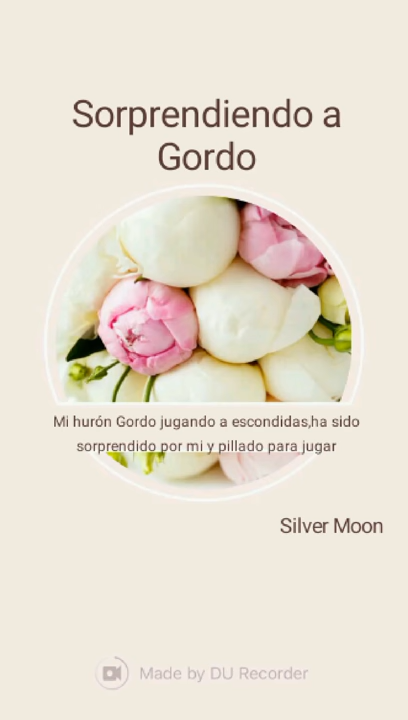 Sorprendiendo a
Gordo
Mi hurón Gordo jugando a escondidas,ha sido
sorprendido por mi y pillado para jugar
Silver Moon
Made by DU Recorder